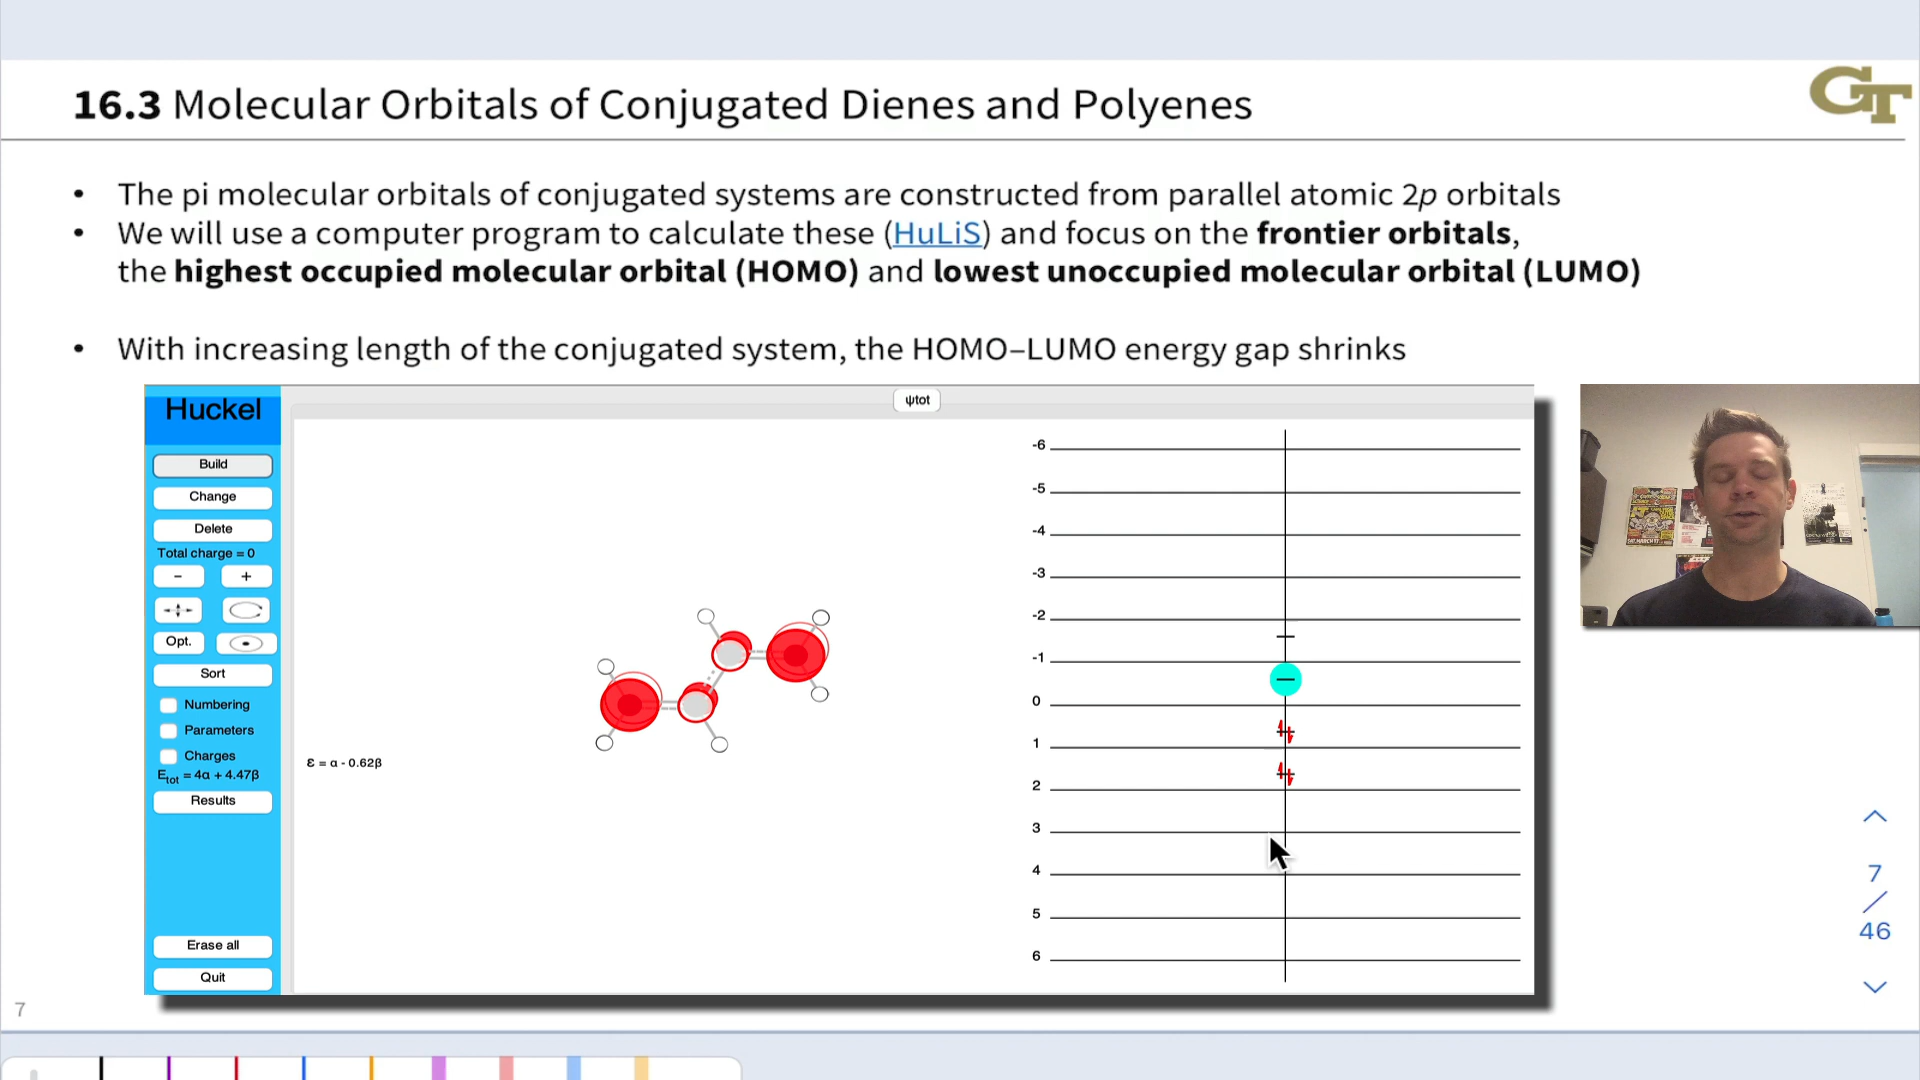 16.3 Molecular Orbitals of Conjugated Dienes and Polyenes
GT
• The pi molecular orbitals of conjugated systems are constructed from parallel atomic 2p orbitals
• We will use a computer program to calculate these (HuLiS) and focus on the frontier orbitals,
the highest occupied molecular orbital (HOMO) and lowest unoccupied molecular orbital (LUMO)
• With increasing length of the conjugated system, the HOMO–LUMO energy gap shrinks
Huckel
Build
Change
Delete
Total charge = 0
- +
Opt.
Sort
Numbering
Parameters
Charges
Etot = 4α + 4.47β
Results
Erase all
Quit
ψtot
ε = α - 0.62β
-6
-5
-4
-3
-2
-1
0
1
2
3
4
5
6
7
/
46
7